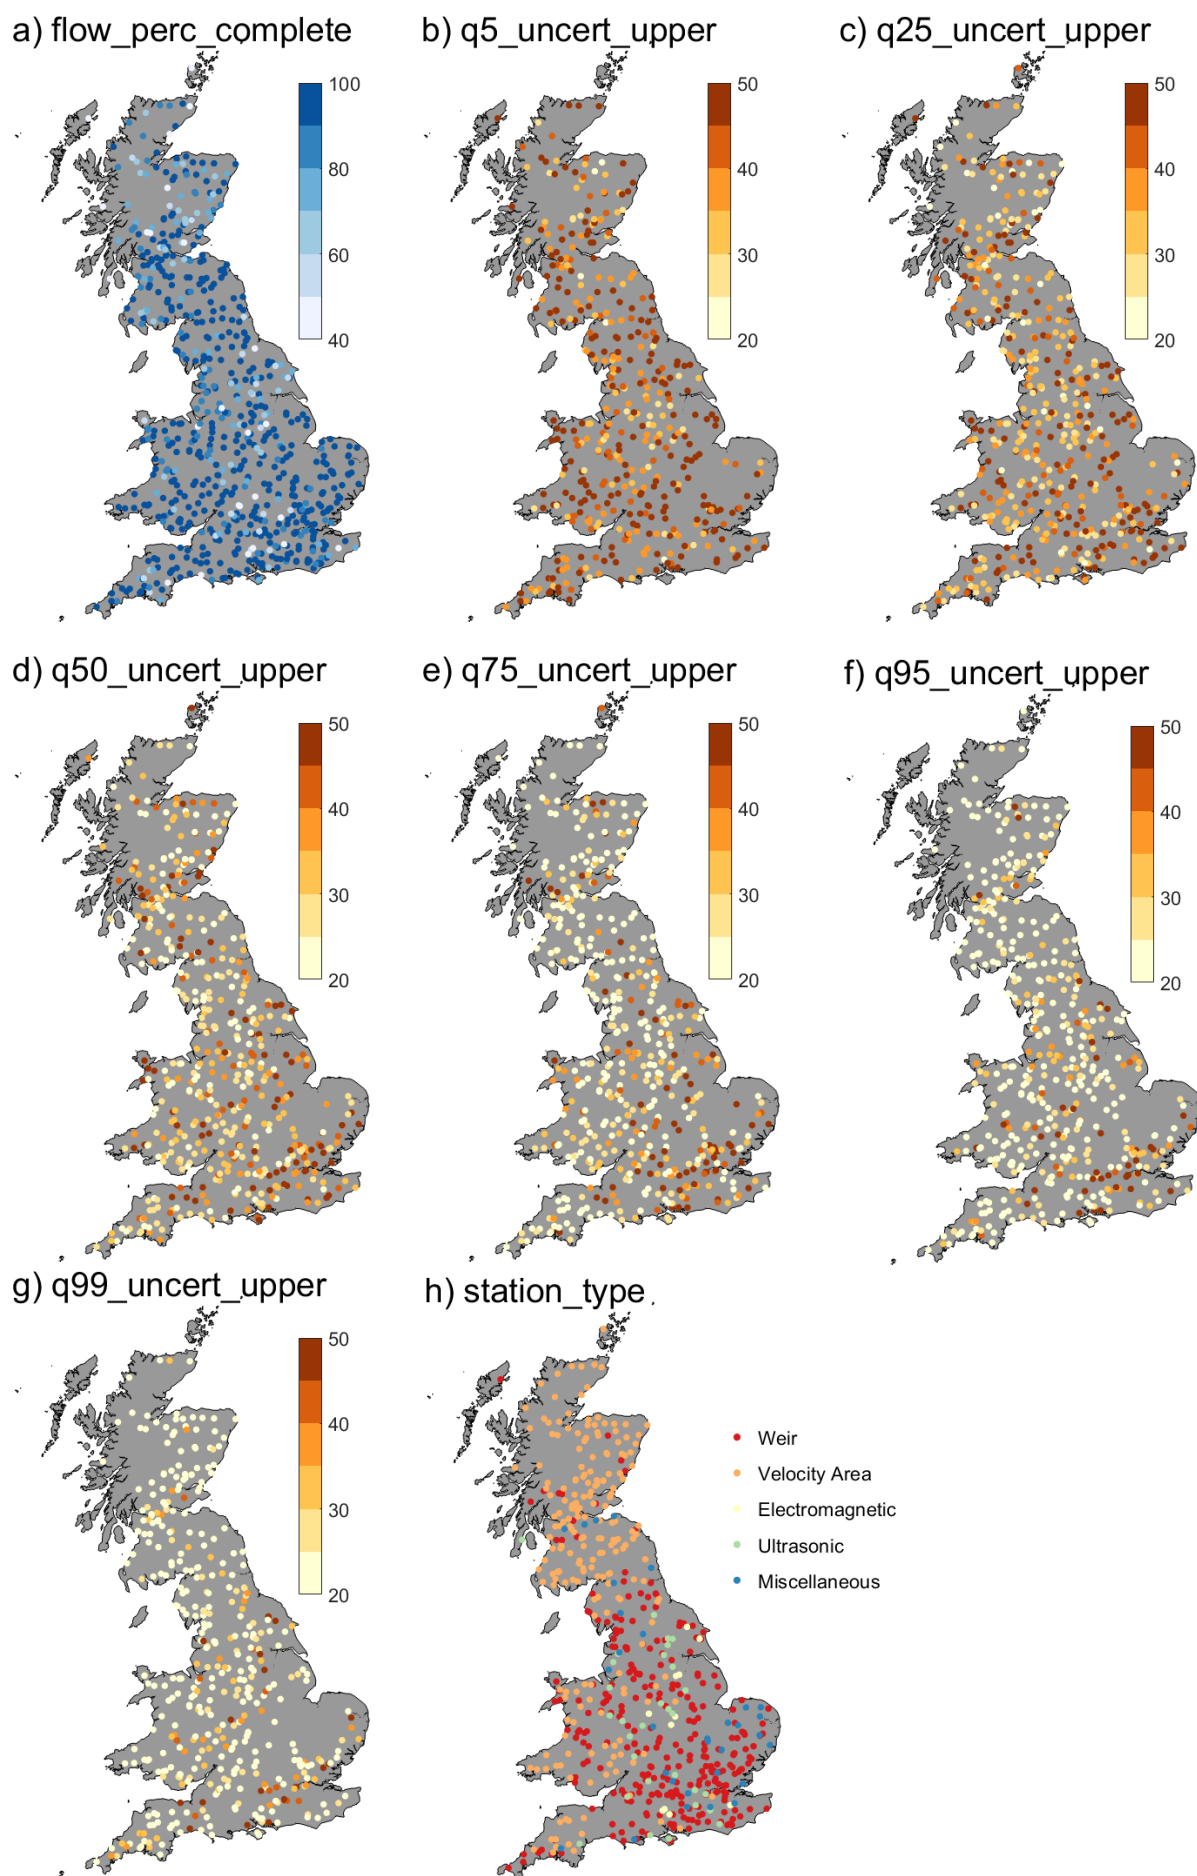 a) flow_perc_complete
100
80
60
40
b) q5_uncert_upper
50
40
30
20
c) q25_uncert_upper
50
40
30
20
d) q50_uncert_upper
50
40
30
20
e) q75_uncert_upper
50
40
30
20
f) q95_uncert_upper
50
40
30
20
g) q99_uncert_upper
50
40
30
20
h) station_type
Weir
Velocity Area
Electromagnetic
Ultrasonic
Miscellaneous